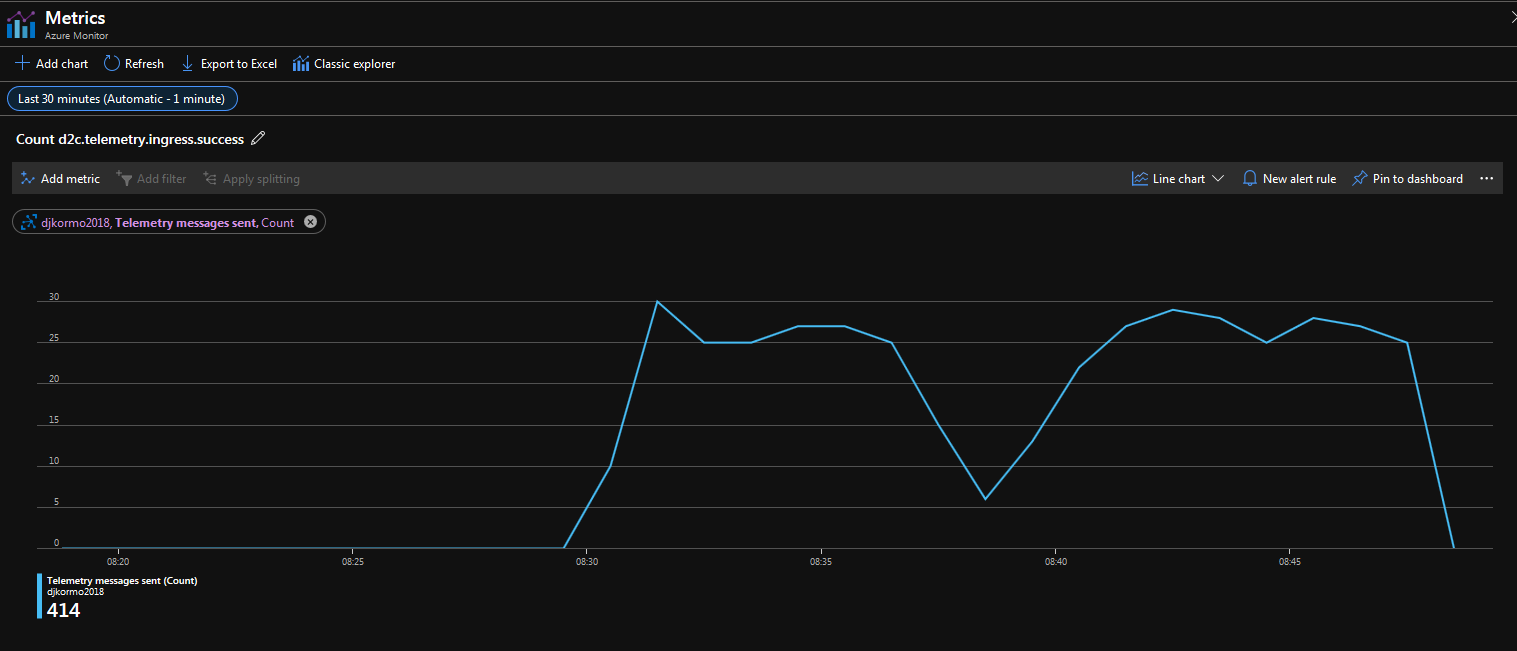 Metrics
Azure Monitor
Add chart Refresh Export to Excel Classic explorer
Last 30 minutes (Automatic - 1 minute)
Count d2c.telemetry.ingress.success
Add metric Add filter Apply splitting Line chart New alert rule Pin to dashboard ...
djkormo2018, Telemetry messages sent, Count
30
25
20
15
10
5
0
08:20 08:25 08:30 08:35 08:40 08:45
Telemetry messages sent (Count)
djkormo2018
414